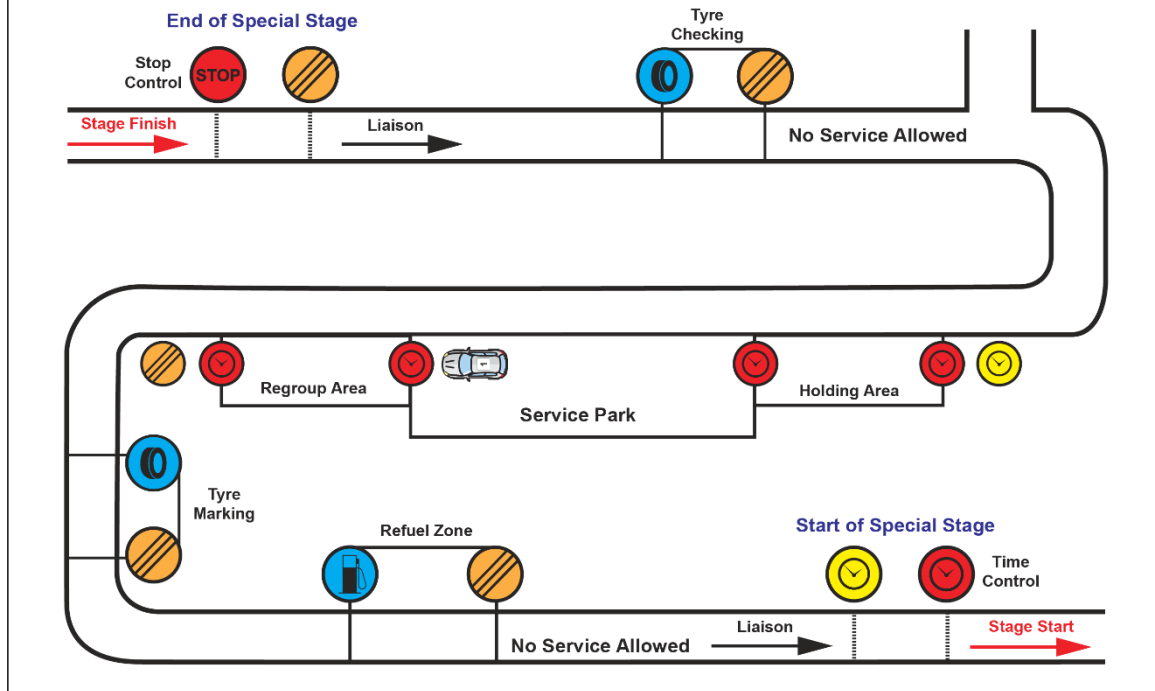 End of Special Stage
Tyre
Checking
Stop
Control
STOP
Stage Finish
Liaison
No Service Allowed
Regroup Area
Service Park
Holding Area
1
Tyre
Marking
Refuel Zone
Start of Special Stage
Time
Control
No Service Allowed
Liaison
Stage Start